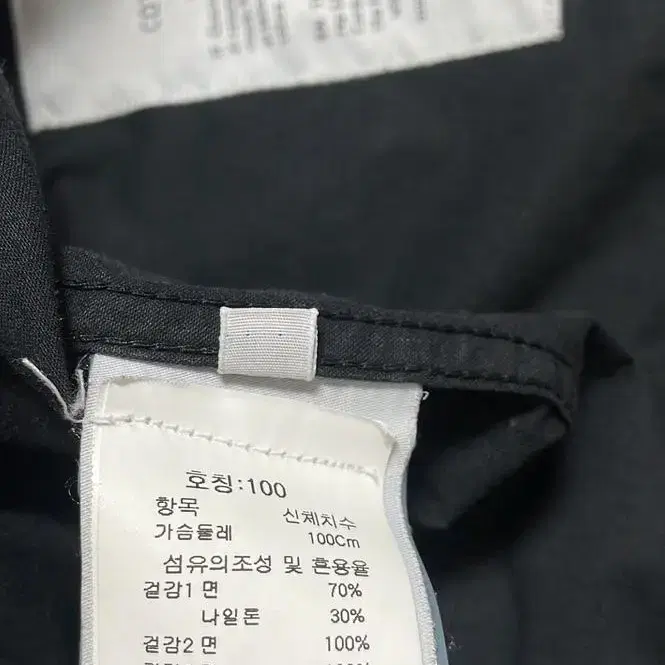 호칭:100
항목 신체치수
가슴둘레 100Cm
섬유의조성 및 혼용율
겉감1 면 70%
나일론 30%
겉감2 면 100%